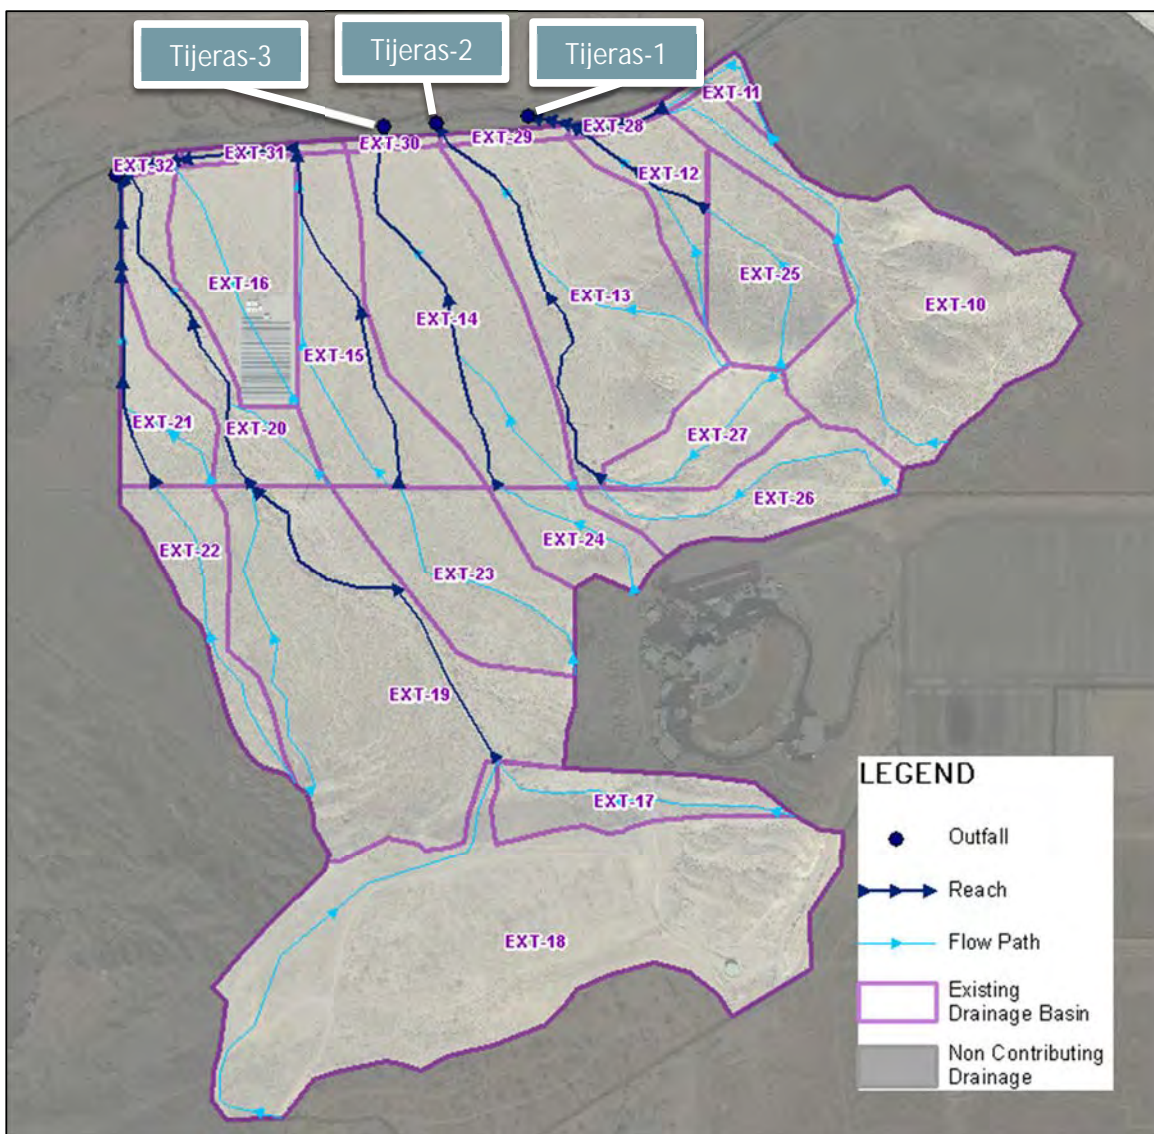 Tijeras-3
Tijeras-2
Tijeras-1
EXT-11
EXT-28
EXT-29
EXT-30
EXT-31
EXT-32
EXT-12
EXT-25
EXT-16
EXT-13
EXT-10
EXT-14
EXT-15
EXT-21
EXT-20
EXT-27
EXT-26
EXT-24
EXT-22
EXT-23
EXT-19
EXT-17
EXT-18
LEGEND
Outfall
Reach
Flow Path
Existing
Drainage Basin
Non Contributing
Drainage